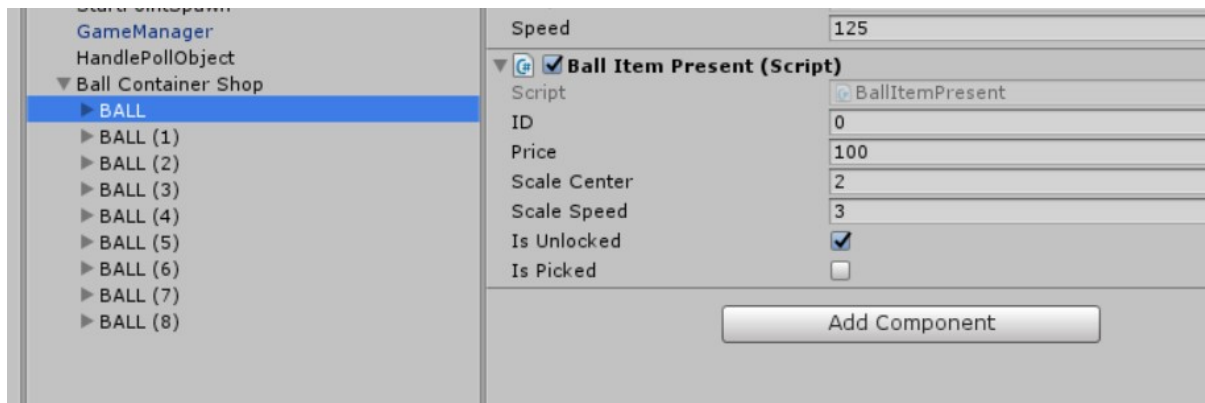 GameManager
HandlePollObject
Ball Container Shop
BALL
BALL (1)
BALL (2)
BALL (3)
BALL (4)
BALL (5)
BALL (6)
BALL (7)
BALL (8)
Speed 125
Ball Item Present (Script)
Script BallItemPresent
ID 0
Price 100
Scale Center 2
Scale Speed 3
Is Unlocked
Is Picked
Add Component